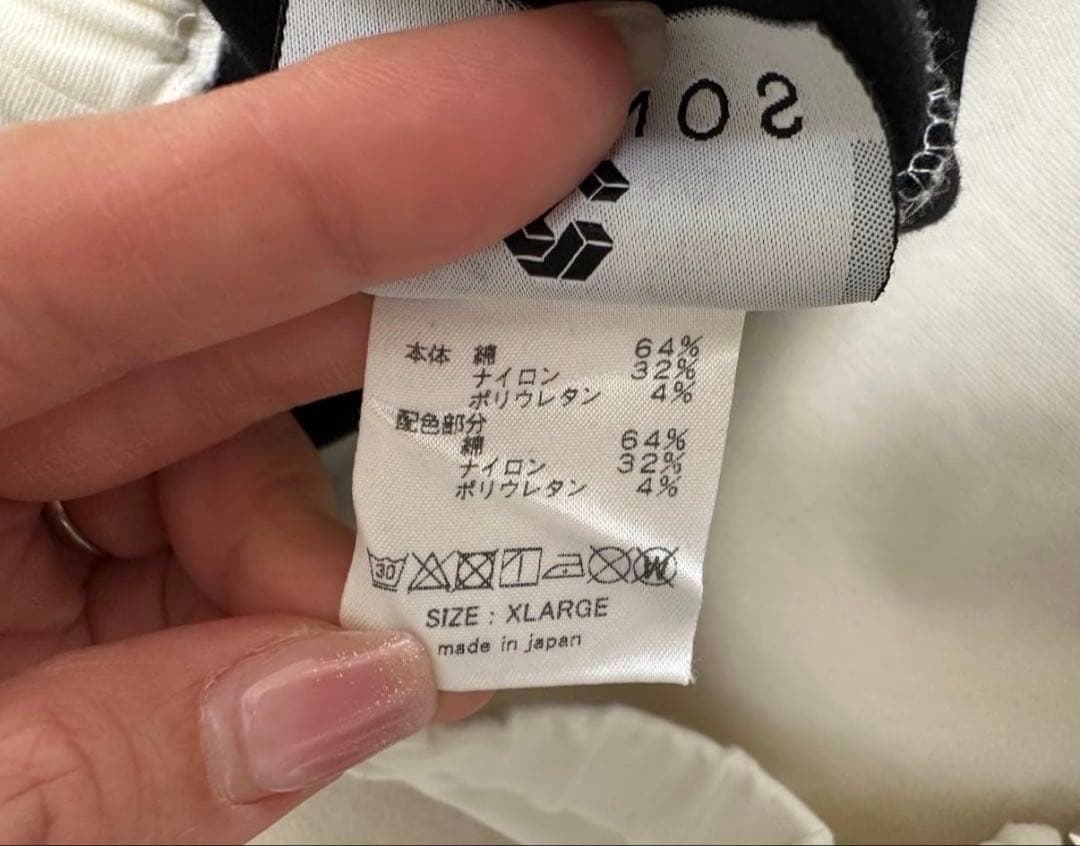 本体 綿 64%
ナイロン 32%
ポリウレタン 4%
配色部分
綿 64%
ナイロン 32%
ポリウレタン 4%
30 W
SIZE : XLARGE
made in japan